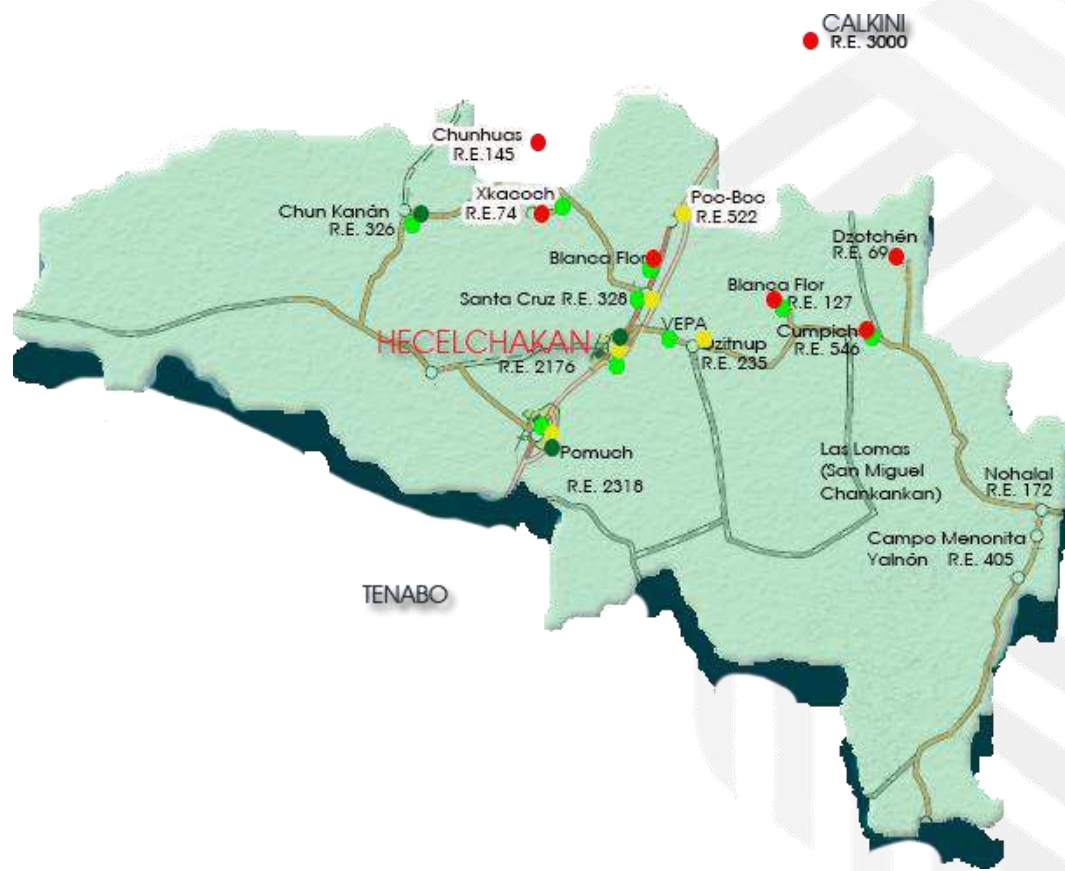 CALKINI
R.E. 3000
Chunhuas
R.E.145
Xkacoch
R.E.74
Poc-Boc
R.E.522
Chun Kanán
R.E. 326
Dzotchén
R.E. 69
Blanca Flor
Blanca Flor
R.E. 127
Santa Cruz R.E. 328
VEPA
Cumpich
R.E. 546
HECELCHAKAN
R.E. 2176
Dzitnup
R.E. 235
Pomuch
R.E. 2318
Las Lomas
(San Miguel
Chankankan)
Nohalal
R.E. 172
Campo Menonita
Yalnón R.E. 405
TENABO